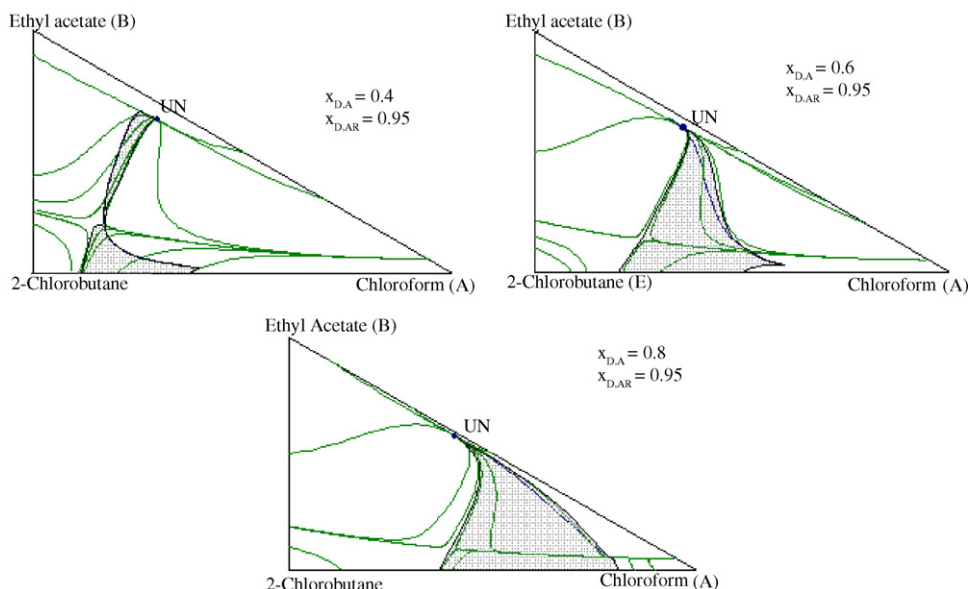 Ethyl acetate (B)
x_D,A = 0.4
x_D,AR = 0.95
UN
2-Chlorobutane
Chloroform (A)
Ethyl acetate (B)
x_D,A = 0.6
x_D,AR = 0.95
UN
2-Chlorobutane (E)
Chloroform (A)
Ethyl Acetate (B)
x_D,A = 0.8
x_D,AR = 0.95
UN
2-Chlorobutane
Chloroform (A)